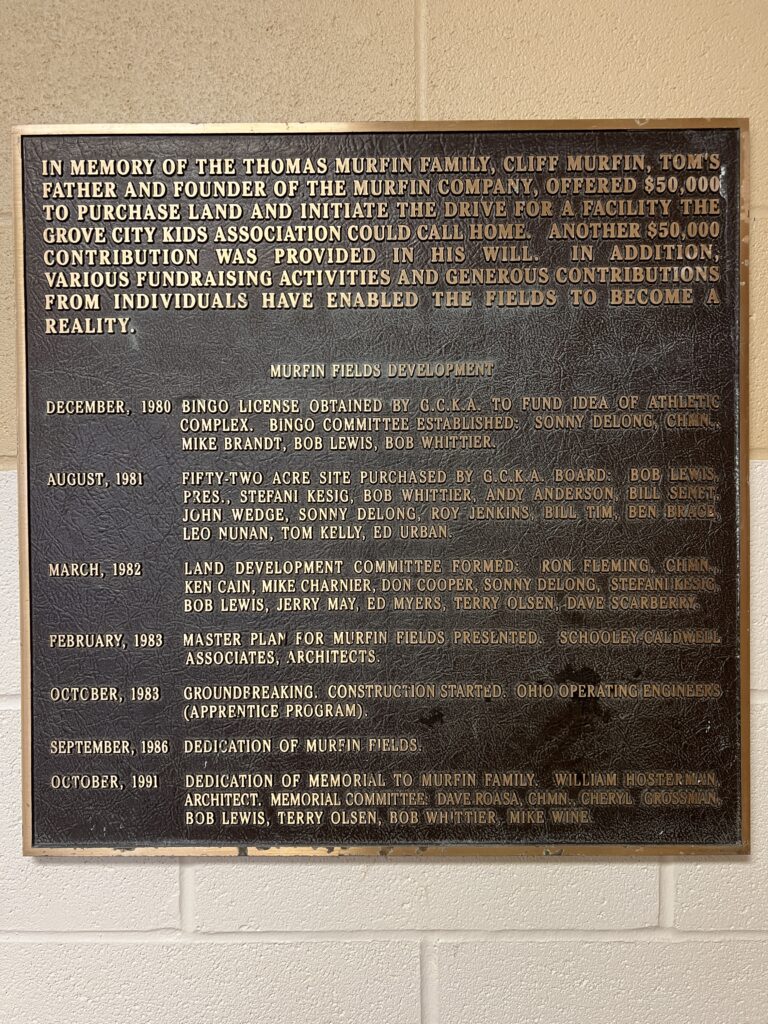 IN MEMORY OF THE THOMAS MURFIN FAMILY, CLIFF MURFIN, TOM'S
FATHER AND FOUNDER OF THE MURFIN COMPANY, OFFERED $50,000
TO PURCHASE LAND AND INITIATE THE DRIVE FOR A FACILITY THE
GROVE CITY KIDS ASSOCIATION COULD CALL HOME. ANOTHER $50,000
CONTRIBUTION WAS PROVIDED IN HIS WILL. IN ADDITION,
VARIOUS FUNDRAISING ACTIVITIES AND GENEROUS CONTRIBUTIONS
FROM INDIVIDUALS HAVE ENABLED THE FIELDS TO BECOME A
REALITY.
MURFIN FIELDS DEVELOPMENT
DECEMBER, 1980 BINGO LICENSE OBTAINED BY G.C.K.A. TO FUND IDEA OF ATHLETIC
COMPLEX. BINGO COMMITTEE ESTABLISHED: SONNY DELONG, CHMN.,
MIKE BRANDT, BOB LEWIS, BOB WHITTIER.
AUGUST, 1981 FIFTY-TWO ACRE SITE PURCHASED BY G.C.K.A. BOARD: BOB LEWIS,
PRES., STEFANI KESIG, BOB WHITTIER, ANDY ANDERSON, BILL SENFT,
JOHN WEDGE, SONNY DELONG, ROY JENKINS, BILL TIM, BEN BRACE,
LEO NUNAN, TOM KELLY, ED URBAN.
MARCH, 1982 LAND DEVELOPMENT COMMITTEE FORMED: RON FLEMING, CHMN.,
KEN CAIN, MIKE CHARNIER, DON COOPER, SONNY DELONG, STEFANI KESIG,
BOB LEWIS, JERRY MAY, ED MYERS, TERRY OLSEN, DAVE SCARBERRY.
FEBRUARY, 1983 MASTER PLAN FOR MURFIN FIELDS PRESENTED. SCHOOLEY-CALDWELL
ASSOCIATES, ARCHITECTS.
OCTOBER, 1983 GROUNDBREAKING. CONSTRUCTION STARTED. OHIO OPERATING ENGINEERS
(APPRENTICE PROGRAM).
SEPTEMBER, 1986 DEDICATION OF MURFIN FIELDS.
OCTOBER, 1991 DEDICATION OF MEMORIAL TO MURFIN FAMILY. WILLIAM HOSTERMAN,
ARCHITECT. MEMORIAL COMMITTEE: DAVE ROASA, CHMN., CHERYL GROSSMAN,
BOB LEWIS, TERRY OLSEN, BOB WHITTIER, MIKE WINE.